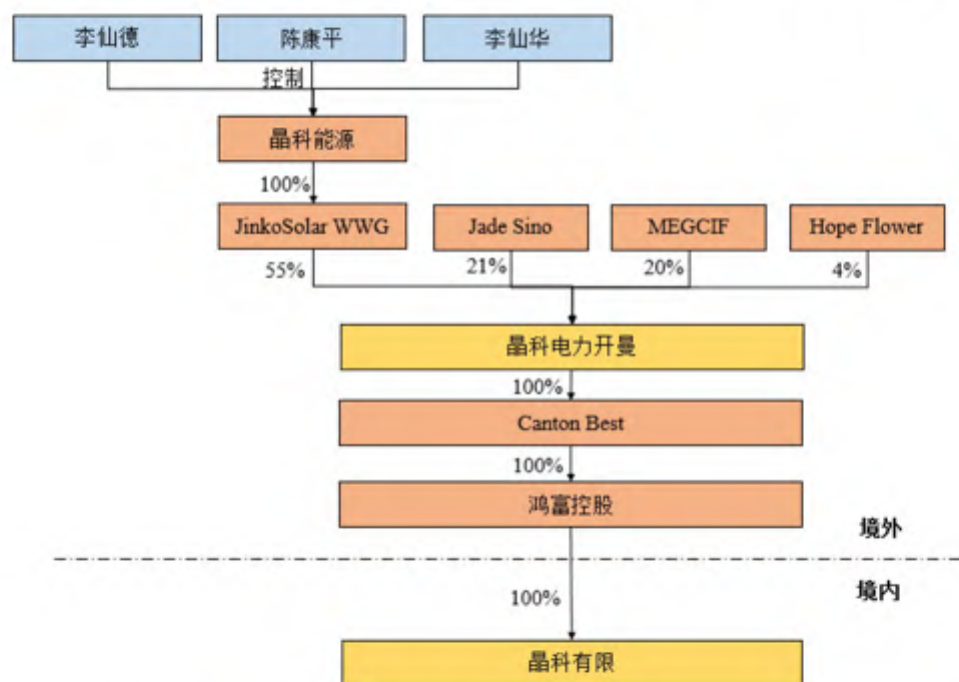 李仙德
陈康平
李仙华
控制
晶科能源
100%
JinkoSolar WWG
Jade Sino
MEGCIF
Hope Flower
55%
21%
20%
4%
晶科电力开曼
100%
Canton Best
100%
鸿富控股
境外
境内
100%
晶科有限